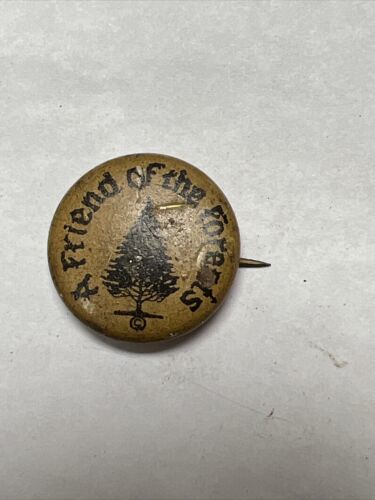 A Friend of the Forests
©